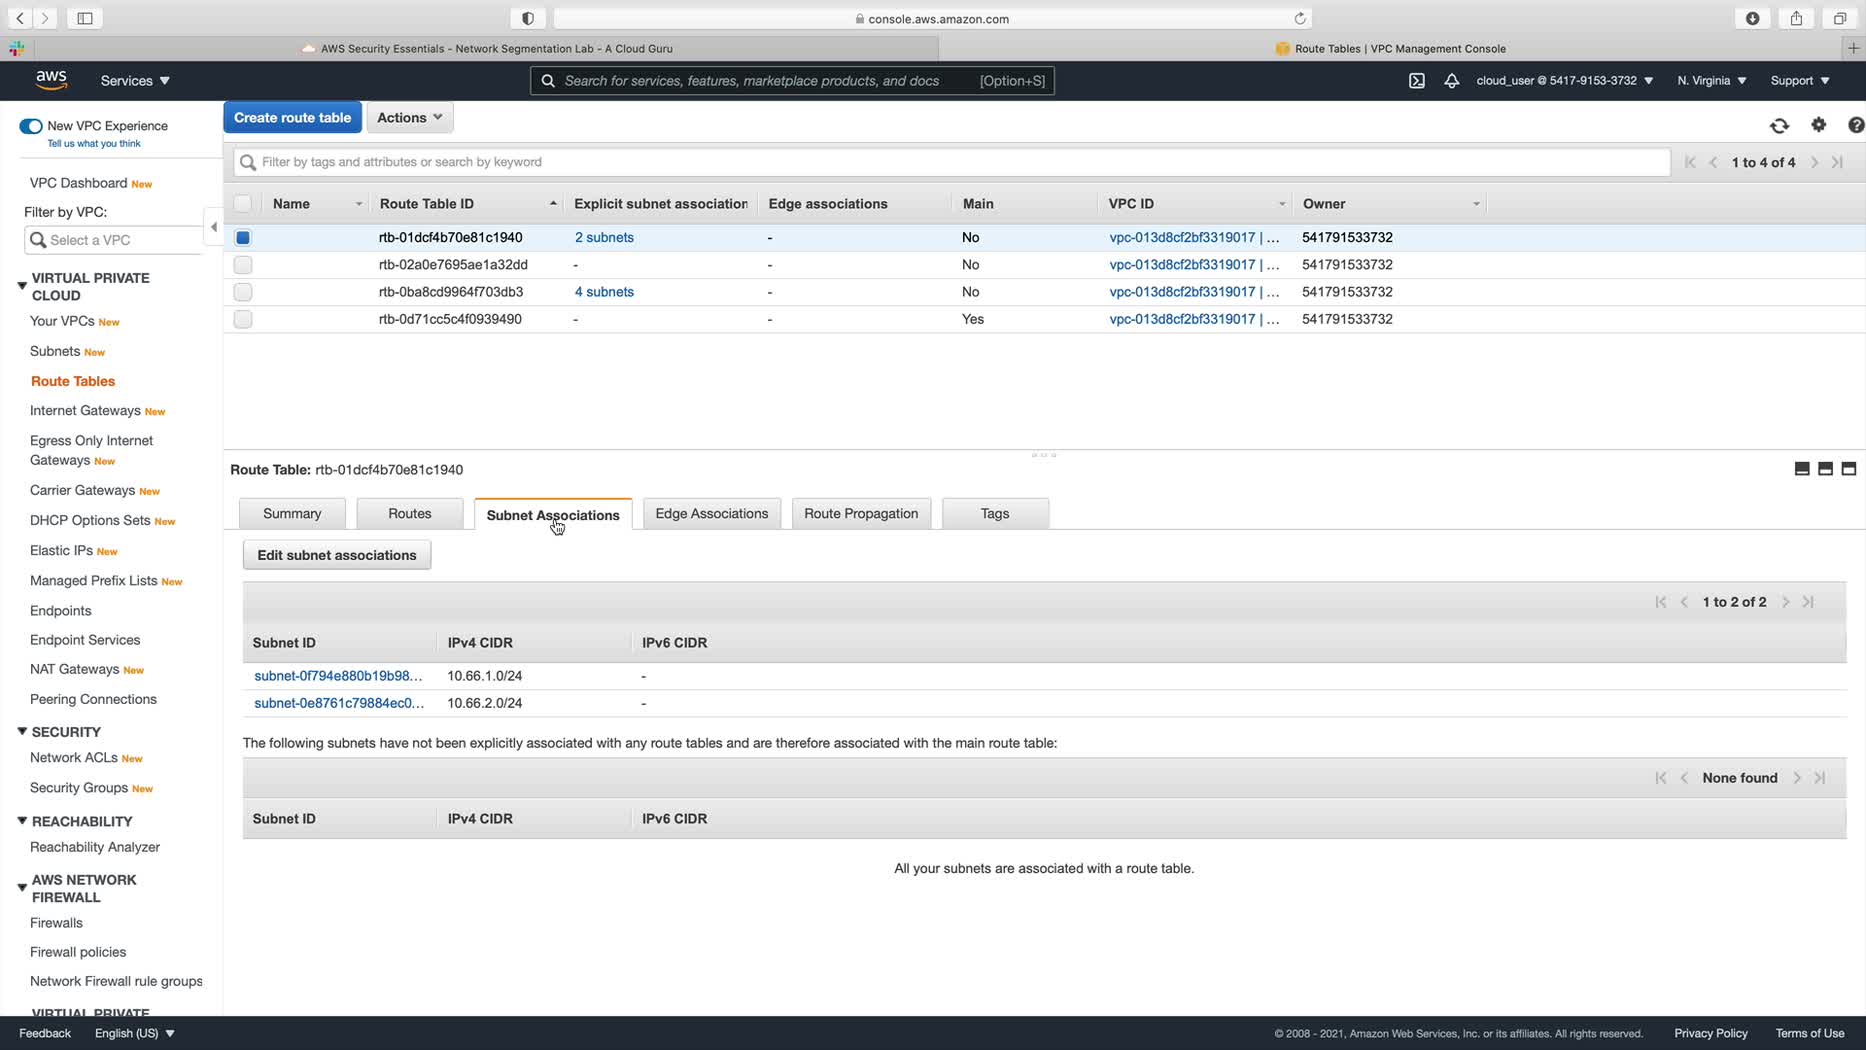 console.aws.amazon.com
AWS Security Essentials - Network Segmentation Lab - A Cloud Guru
Route Tables | VPC Management Console
aws
Services
Search for services, features, marketplace products, and docs
[Option+S]
cloud_user @ 5417-9153-3732
N. Virginia
Support
New VPC Experience
Tell us what you think
VPC Dashboard New
Filter by VPC:
Select a VPC
VIRTUAL PRIVATE
CLOUD
Your VPCs New
Subnets New
Route Tables
Internet Gateways New
Egress Only Internet
Gateways New
Carrier Gateways New
DHCP Options Sets New
Elastic IPs New
Managed Prefix Lists New
Endpoints
Endpoint Services
NAT Gateways New
Peering Connections
SECURITY
Network ACLs New
Security Groups New
REACHABILITY
Reachability Analyzer
AWS NETWORK
FIREWALL
Firewalls
Firewall policies
Network Firewall rule groups
VIRTUAL PRIVATE
Create route table
Actions
Filter by tags and attributes or search by keyword
1 to 4 of 4
Name Route Table ID Explicit subnet association Edge associations Main VPC ID Owner
rtb-01dcf4b70e81c1940 2 subnets - No vpc-013d8cf2bf3319017 | ... 541791533732
rtb-02a0e7695ae1a32dd - - No vpc-013d8cf2bf3319017 | ... 541791533732
rtb-0ba8cd9964f703db3 4 subnets - No vpc-013d8cf2bf3319017 | ... 541791533732
rtb-0d71cc5c4f0939490 - - Yes vpc-013d8cf2bf3319017 | ... 541791533732
Route Table: rtb-01dcf4b70e81c1940
Summary Routes Subnet Associations Edge Associations Route Propagation Tags
Edit subnet associations
1 to 2 of 2
Subnet ID IPv4 CIDR IPv6 CIDR
subnet-0f794e880b19b98... 10.66.1.0/24 -
subnet-0e8761c79884ec0... 10.66.2.0/24 -
The following subnets have not been explicitly associated with any route tables and are therefore associated with the main route table:
None found
Subnet ID IPv4 CIDR IPv6 CIDR
All your subnets are associated with a route table.
Feedback
English (US)
© 2008 - 2021, Amazon Web Services, Inc. or its affiliates. All rights reserved.
Privacy Policy
Terms of Use